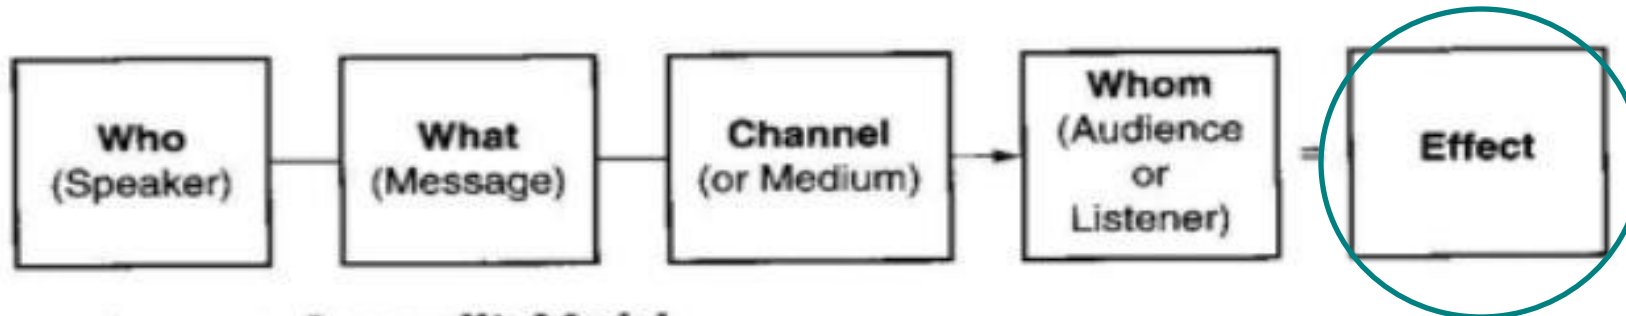 Who
(Speaker)
What
(Message)
Channel
(or Medium)
Whom
(Audience
or
Listener)
=
Effect